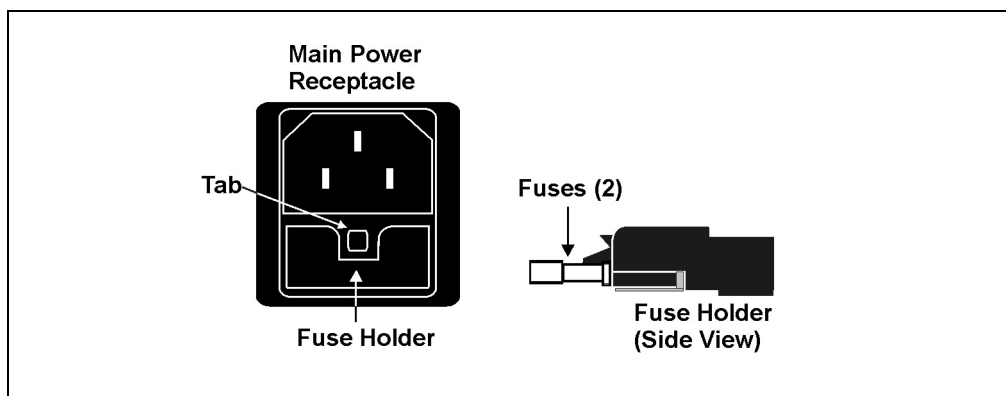 Main Power
Receptacle
Tab
Fuses (2)
Fuse Holder
Fuse Holder
(Side View)